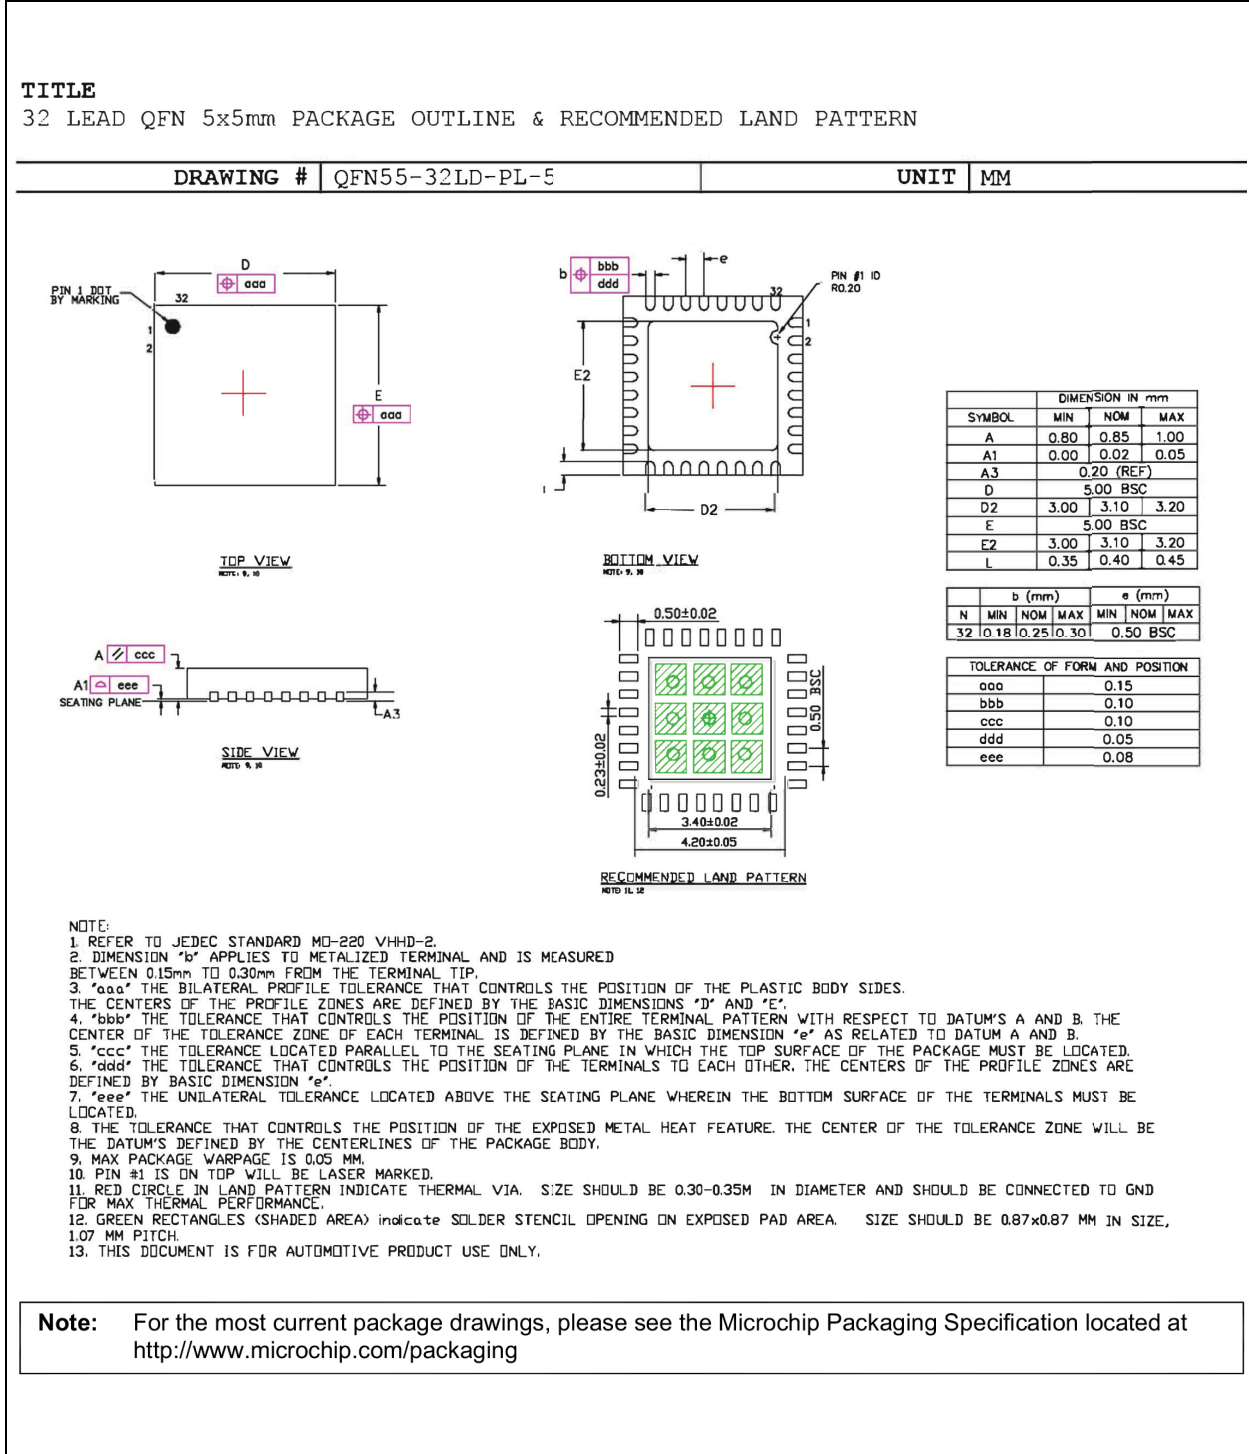 TITLE
32 LEAD QFN 5x5mm PACKAGE OUTLINE & RECOMMENDED LAND PATTERN
DRAWING # QFN55-32LD-PL-5 UNIT MM
D
aaa
PIN 1 DOT
BY MARKING
32
1
2
E
aaa
TOP VIEW
NOTE: 9, 10
b
bbb
ddd
e
PIN #1 ID
R0.20
32
1
2
E2
D2
BOTTOM VIEW
NOTE: 9, 10
DIMENSION IN mm
SYMBOL MIN NOM MAX
A 0.80 0.85 1.00
A1 0.00 0.02 0.05
A3 0.20 (REF)
D 5.00 BSC
D2 3.00 3.10 3.20
E 5.00 BSC
E2 3.00 3.10 3.20
L 0.35 0.40 0.45
b (mm) e (mm)
N MIN NOM MAX MIN NOM MAX
32 0.18 0.25 0.30 0.50 BSC
TOLERANCE OF FORM AND POSITION
aaa 0.15
bbb 0.10
ccc 0.10
ddd 0.05
eee 0.08
A ccc
A1 eee
SEATING PLANE
A3
SIDE VIEW
NOTE: 9, 10
0.50±0.02
0.50 BSC
0.23±0.02
3.40±0.02
4.20±0.05
RECOMMENDED LAND PATTERN
NOTE: 11, 12
NOTE:
1. REFER TO JEDEC STANDARD MO-220 VHHD-2.
2. DIMENSION "b" APPLIES TO METALIZED TERMINAL AND IS MEASURED
BETWEEN 0.15mm TO 0.30mm FROM THE TERMINAL TIP.
3. "aaa" THE BILATERAL PROFILE TOLERANCE THAT CONTROLS THE POSITION OF THE PLASTIC BODY SIDES.
THE CENTERS OF THE PROFILE ZONES ARE DEFINED BY THE BASIC DIMENSIONS "D" AND "E".
4. "bbb" THE TOLERANCE THAT CONTROLS THE POSITION OF THE ENTIRE TERMINAL PATTERN WITH RESPECT TO DATUM'S A AND B. THE
CENTER OF THE TOLERANCE ZONE OF EACH TERMINAL IS DEFINED BY THE BASIC DIMENSION "e" AS RELATED TO DATUM A AND B.
5. "ccc" THE TOLERANCE LOCATED PARALLEL TO THE SEATING PLANE IN WHICH THE TOP SURFACE OF THE PACKAGE MUST BE LOCATED.
6. "ddd" THE TOLERANCE THAT CONTROLS THE POSITION OF THE TERMINALS TO EACH OTHER. THE CENTERS OF THE PROFILE ZONES ARE
DEFINED BY BASIC DIMENSION "e".
7. "eee" THE UNILATERAL TOLERANCE LOCATED ABOVE THE SEATING PLANE WHEREIN THE BOTTOM SURFACE OF THE TERMINALS MUST BE
LOCATED.
8. THE TOLERANCE THAT CONTROLS THE POSITION OF THE EXPOSED METAL HEAT FEATURE. THE CENTER OF THE TOLERANCE ZONE WILL BE
THE DATUM'S DEFINED BY THE CENTERLINES OF THE PACKAGE BODY.
9. MAX PACKAGE WARPAGE IS 0.05 MM.
10. PIN #1 IS ON TOP WILL BE LASER MARKED.
11. RED CIRCLE IN LAND PATTERN INDICATE THERMAL VIA. SIZE SHOULD BE 0.30-0.35M IN DIAMETER AND SHOULD BE CONNECTED TO GND
FOR MAX THERMAL PERFORMANCE.
12. GREEN RECTANGLES (SHADED AREA) indicate SOLDER STENCIL OPENING ON EXPOSED PAD AREA. SIZE SHOULD BE 0.87x0.87 MM IN SIZE,
1.07 MM PITCH.
13. THIS DOCUMENT IS FOR AUTOMOTIVE PRODUCT USE ONLY.
Note: For the most current package drawings, please see the Microchip Packaging Specification located at
http://www.microchip.com/packaging